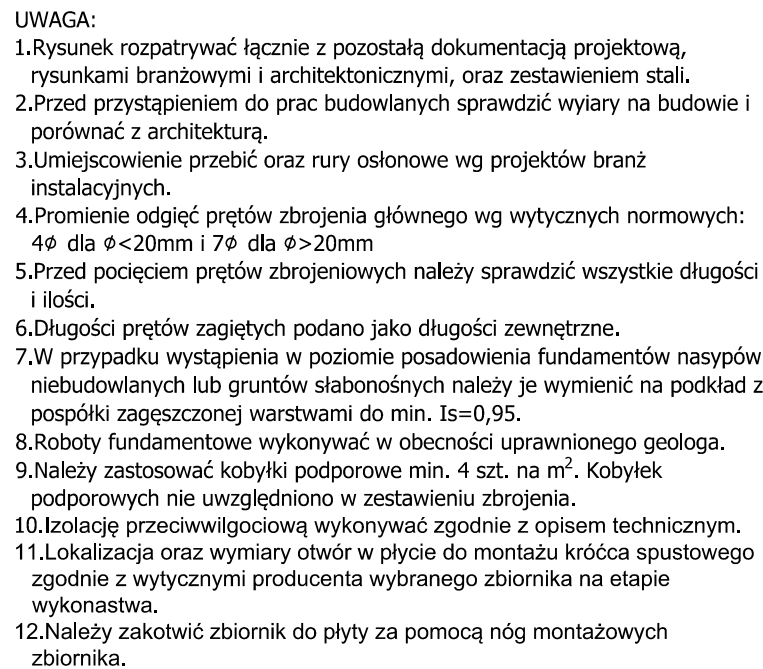 UWAGA:
1.Rysunek rozpatrywać łącznie z pozostałą dokumentacją projektową,
rysunkami branżowymi i architektonicznymi, oraz zestawieniem stali.
2.Przed przystąpieniem do prac budowlanych sprawdzić wyiary na budowie i
porównać z architekturą.
3.Umiejscowienie przebić oraz rury osłonowe wg projektów branż
instalacyjnych.
4.Promienie odgięć prętów zbrojenia głównego wg wytycznych normowych:
4∅ dla ∅<20mm i 7∅ dla ∅>20mm
5.Przed pocięciem prętów zbrojeniowych należy sprawdzić wszystkie długości
i ilości.
6.Długości prętów zagiętych podano jako długości zewnętrzne.
7.W przypadku wystąpienia w poziomie posadowienia fundamentów nasypów
niebudowlanych lub gruntów słabonośnych należy je wymienić na podkład z
pospółki zagęszczonej warstwami do min. Is=0,95.
8.Roboty fundamentowe wykonywać w obecności uprawnionego geologa.
9.Należy zastosować kobyłki podporowe min. 4 szt. na m². Kobyłek
podporowych nie uwzględniono w zestawieniu zbrojenia.
10.Izolację przeciwwilgociową wykonywać zgodnie z opisem technicznym.
11.Lokalizacja oraz wymiary otwór w płycie do montażu króćca spustowego
zgodnie z wytycznymi producenta wybranego zbiornika na etapie
wykonastwa.
12.Należy zakotwić zbiornik do płyty za pomocą nóg montażowych
zbiornika.